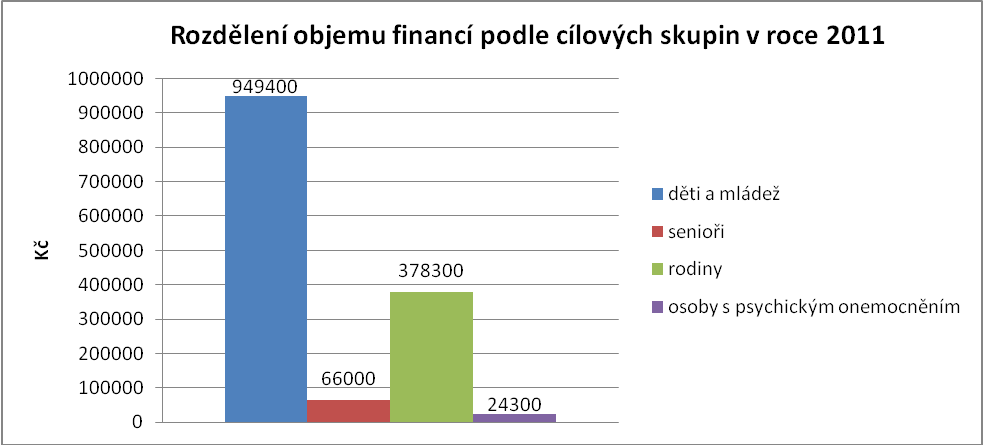 Rozdělení objemu financí podle cílových skupin v roce 2011
Kč
1000000
900000
800000
700000
600000
500000
400000
300000
200000
100000
0
949400
66000
378300
24300
děti a mládež
senioři
rodiny
osoby s psychickým onemocněním